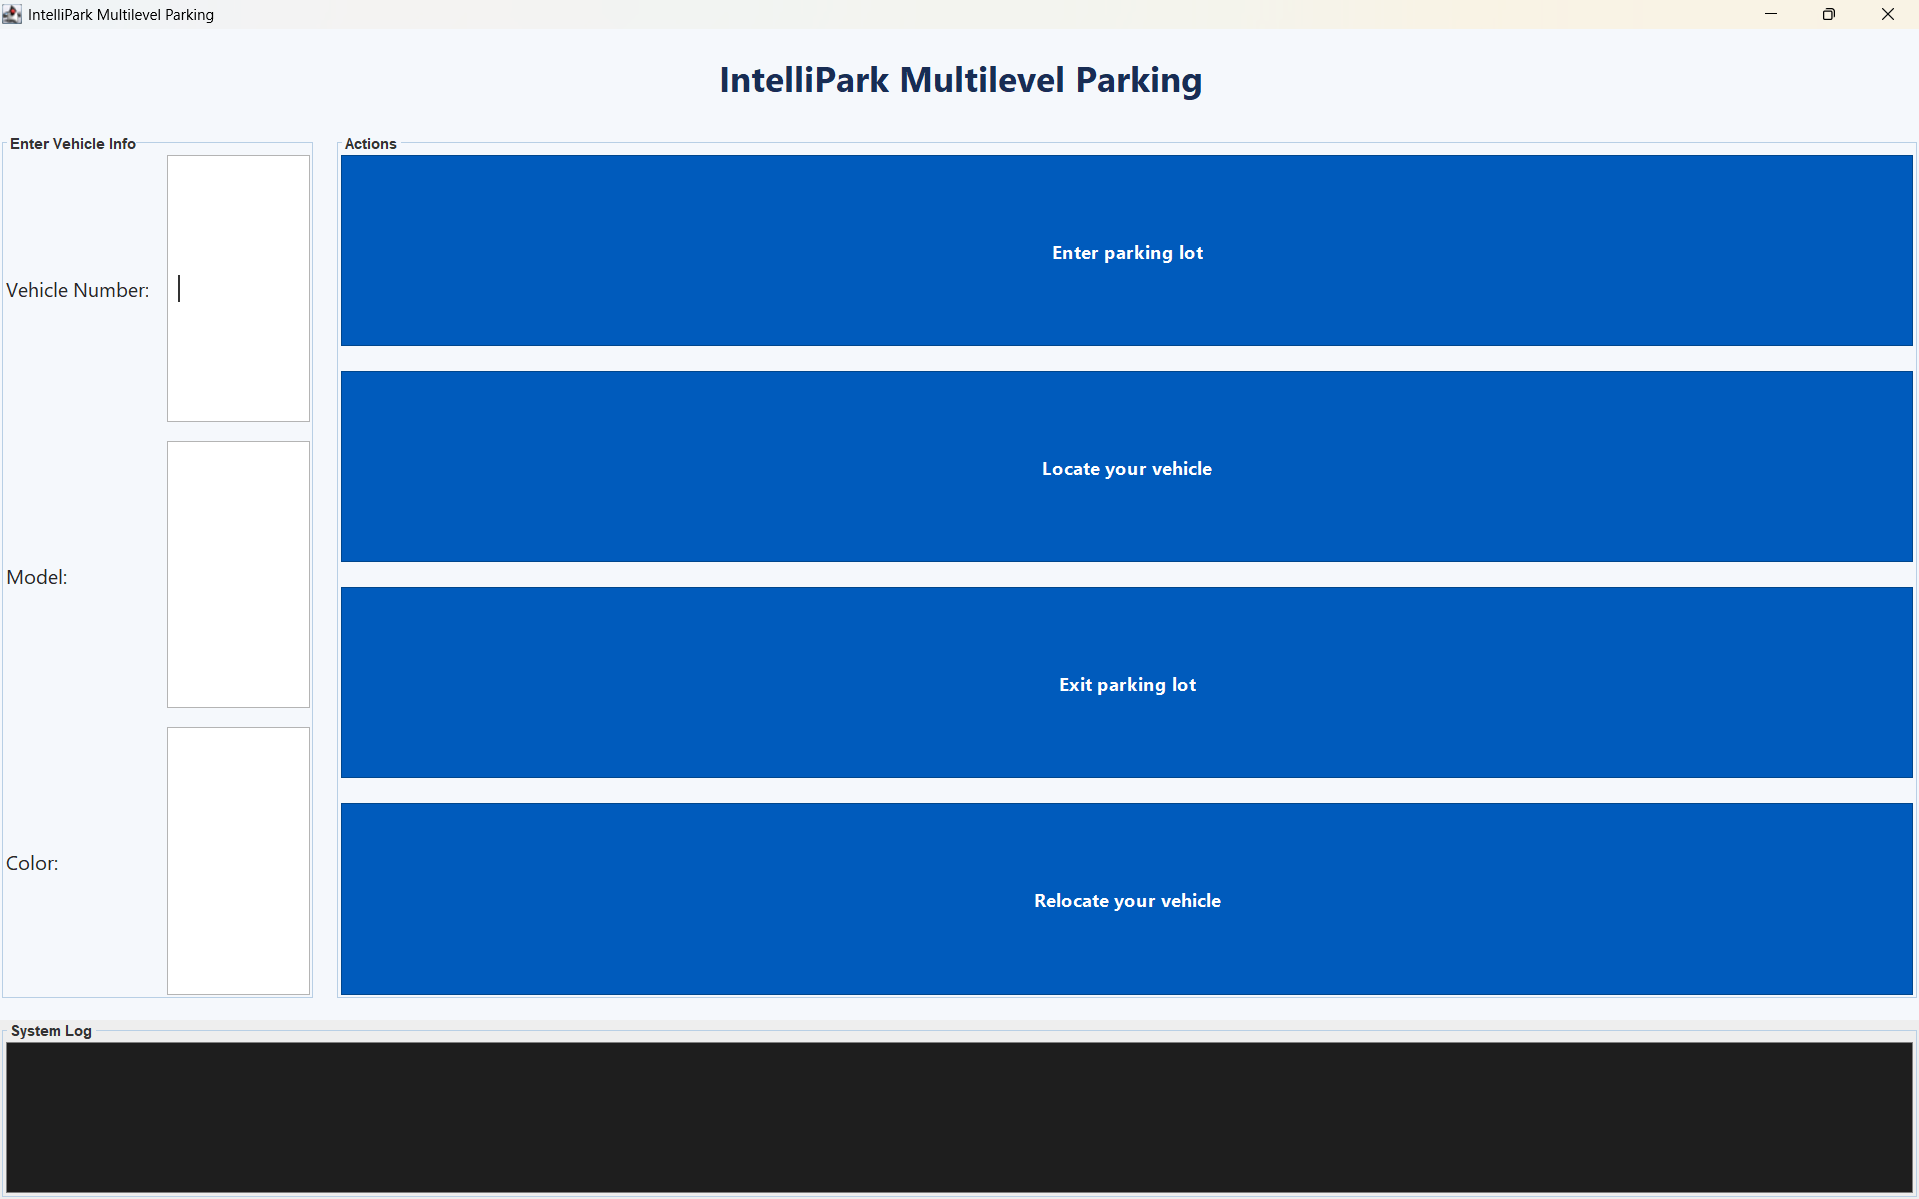 IntelliPark Multilevel Parking
IntelliPark Multilevel Parking
Enter Vehicle Info
Vehicle Number:
Model:
Color:
Actions
Enter parking lot
Locate your vehicle
Exit parking lot
Relocate your vehicle
System Log